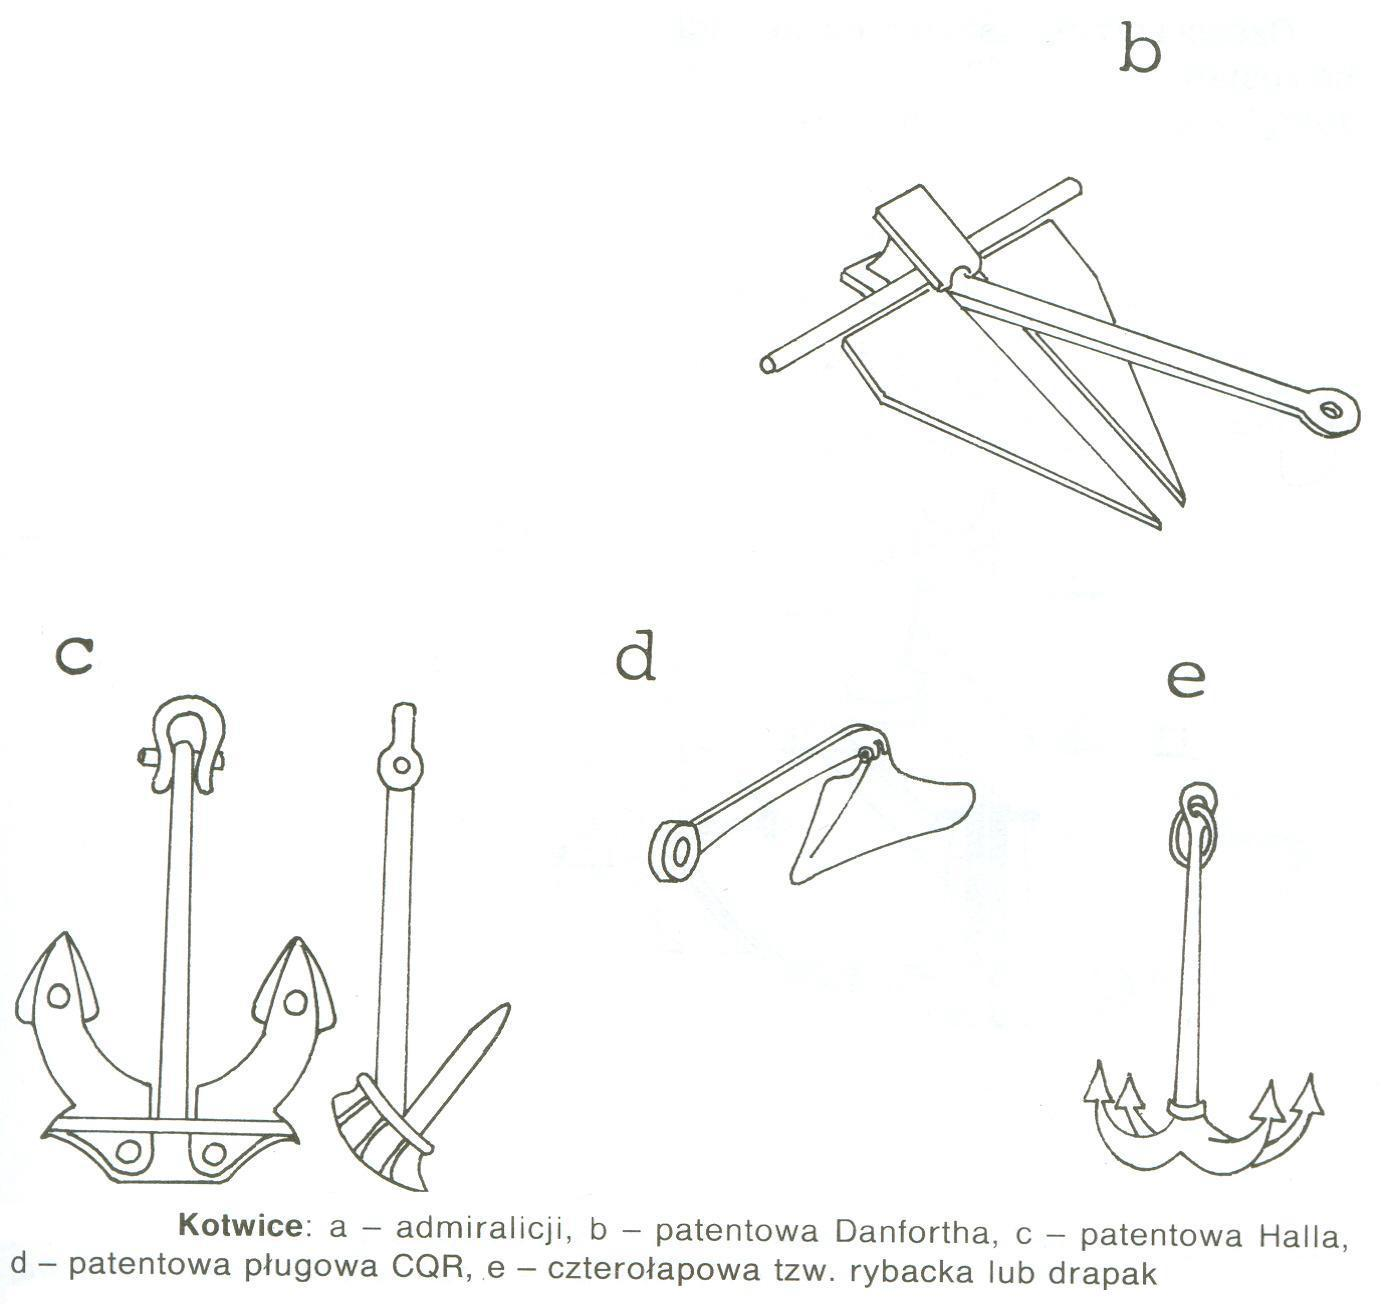 b
c
d
e
Kotwice: a – admiralicji, b – patentowa Danfortha, c – patentowa Halla,
d – patentowa pługowa CQR, e – czterołapowa tzw. rybacka lub drapak